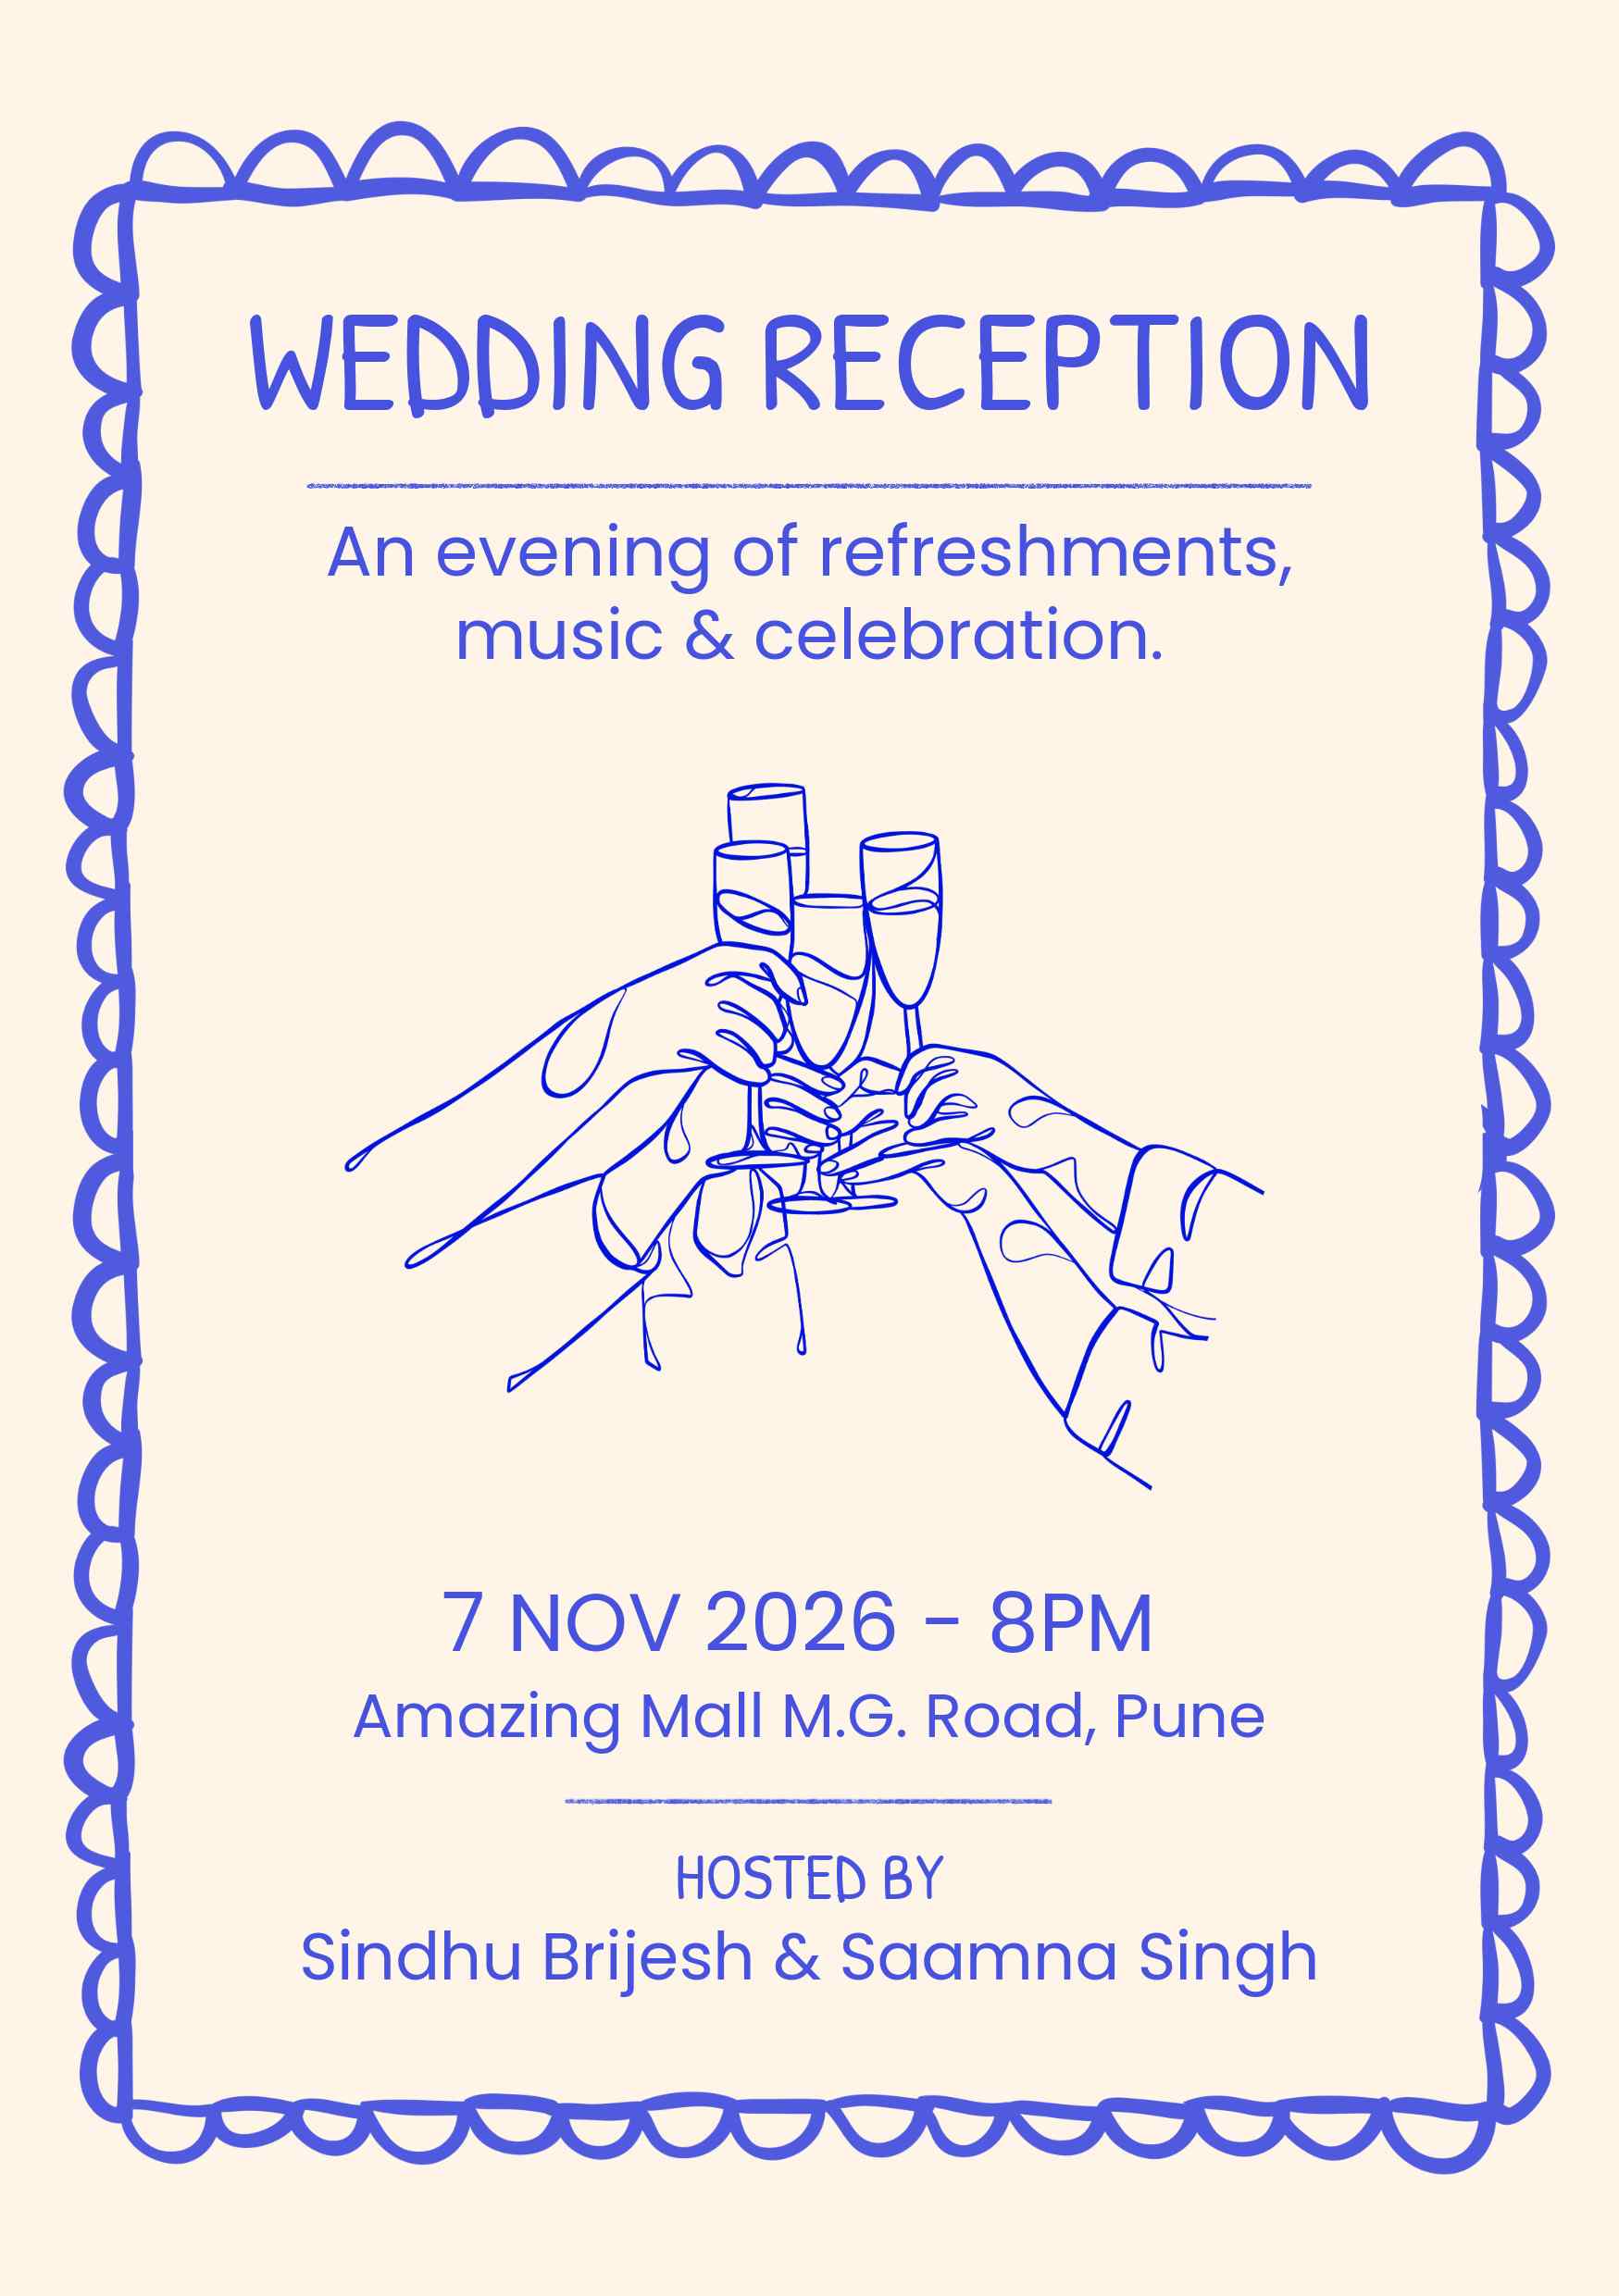 WEDDING RECEPTION
An evening of refreshments,
music & celebration.
7 NOV 2026 - 8PM
Amazing Mall M.G. Road, Pune
HOSTED BY
Sindhu Brijesh & Saamna Singh